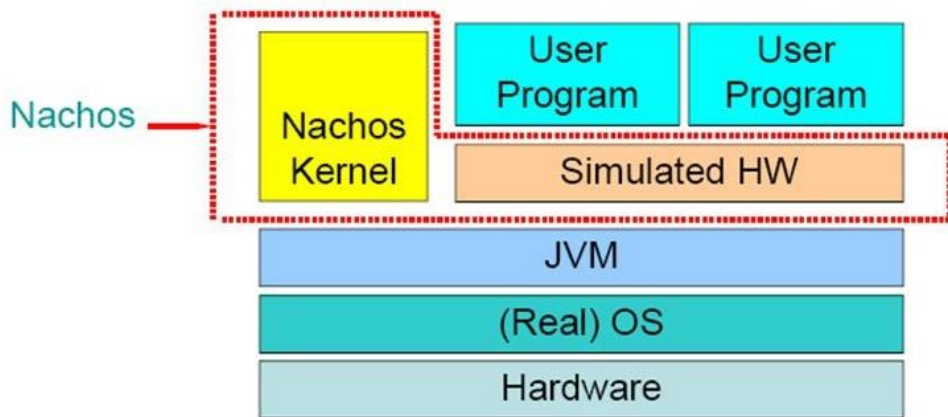 Nachos
Nachos
Kernel
User
Program
User
Program
Simulated HW
JVM
(Real) OS
Hardware